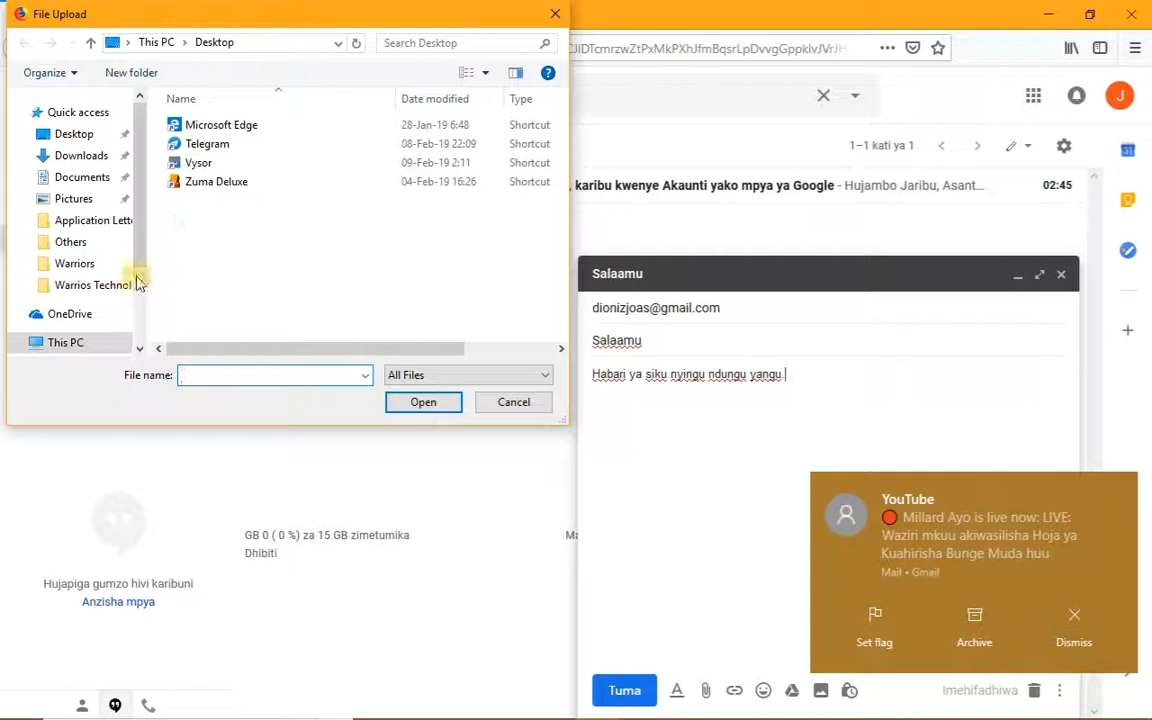 File Upload
This PC > Desktop
Search Desktop
Organize
New folder
Name
Date modified
Type
Quick access
Desktop
Downloads
Documents
Pictures
Application Lette
Others
Warriors
Warrios Technol
OneDrive
This PC
Microsoft Edge 28-Jan-19 6:48 Shortcut
Telegram 08-Feb-19 22:09 Shortcut
Vysor 09-Feb-19 2:11 Shortcut
Zuma Deluxe 04-Feb-19 16:26 Shortcut
File name:
All Files
Open
Cancel
J
1–1 kati ya 1
, karibu kwenye Akaunti yako mpya ya Google - Hujambo Jaribu, Asant...
02:45
Salaamu
dionizjoas@gmail.com
Salaamu
Habari ya siku nyingu ndungu yangu.
GB 0 ( 0 %) za 15 GB zimetumika
Dhibiti
Ma
Hujapiga gumzo hivi karibuni
Anzisha mpya
YouTube
Millard Ayo is live now: LIVE:
Waziri mkuu akiwasilisha Hoja ya
Kuahirisha Bunge Muda huu
Mail • Gmail
Set flag
Archive
Dismiss
Tuma
Imehifadhiwa